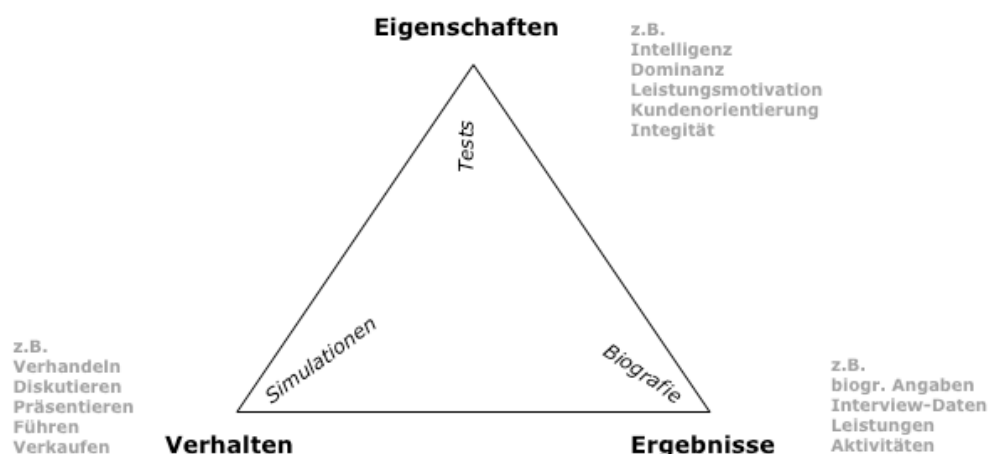 Eigenschaften
z.B.
Intelligenz
Dominanz
Leistungsmotivation
Kundenorientierung
Integität
Tests
Simulationen
Biografie
z.B.
Verhandeln
Diskutieren
Präsentieren
Führen
Verkaufen
Verhalten
Ergebnisse
z.B.
biogr. Angaben
Interview-Daten
Leistungen
Aktivitäten